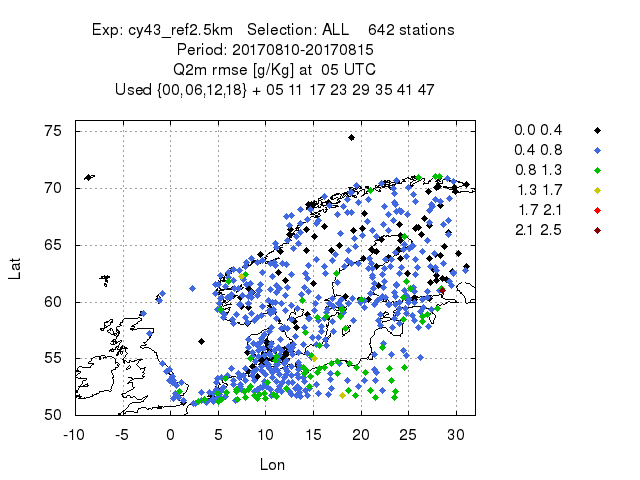 Exp: cy43_ref2.5km   Selection: ALL    642 stations
Period: 20170810-20170815
Q2m rmse [g/Kg] at  05 UTC
Used {00,06,12,18} + 05 11 17 23 29 35 41 47
75
70
65
60
55
50
Lat
-10 -5 0 5 10 15 20 25 30
Lon
0.0 0.4
0.4 0.8
0.8 1.3
1.3 1.7
1.7 2.1
2.1 2.5